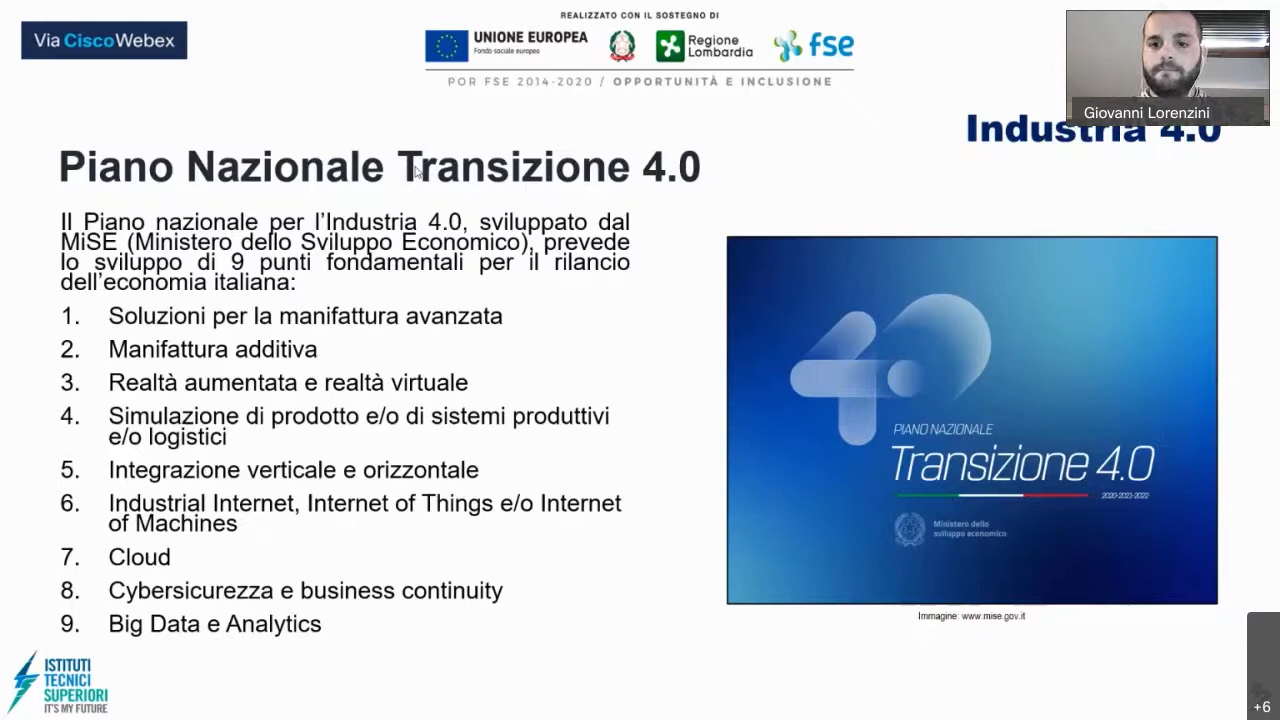 REALIZZATO CON IL SOSTEGNO DI
Via Cisco Webex
UNIONE EUROPEA
Fondo sociale europeo
Regione
Lombardia
fse
POR FSE 2014-2020 / OPPORTUNITÀ E INCLUSIONE
Giovanni Lorenzini
Industria 4.0
Piano Nazionale Transizione 4.0
Il Piano nazionale per l'Industria 4.0, sviluppato dal
MiSE (Ministero dello Sviluppo Economico), prevede
lo sviluppo di 9 punti fondamentali per il rilancio
dell'economia italiana:
1. Soluzioni per la manifattura avanzata
2. Manifattura additiva
3. Realtà aumentata e realtà virtuale
4. Simulazione di prodotto e/o di sistemi produttivi
e/o logistici
5. Integrazione verticale e orizzontale
6. Industrial Internet, Internet of Things e/o Internet
of Machines
7. Cloud
8. Cybersicurezza e business continuity
9. Big Data e Analytics
40
PIANO NAZIONALE
Transizione 4.0
2020-2021-2022
Ministero dello
sviluppo economico
Immagine: www.mise.gov.it
ISTITUTI
TECNICI
SUPERIORI
IT'S MY FUTURE
+6